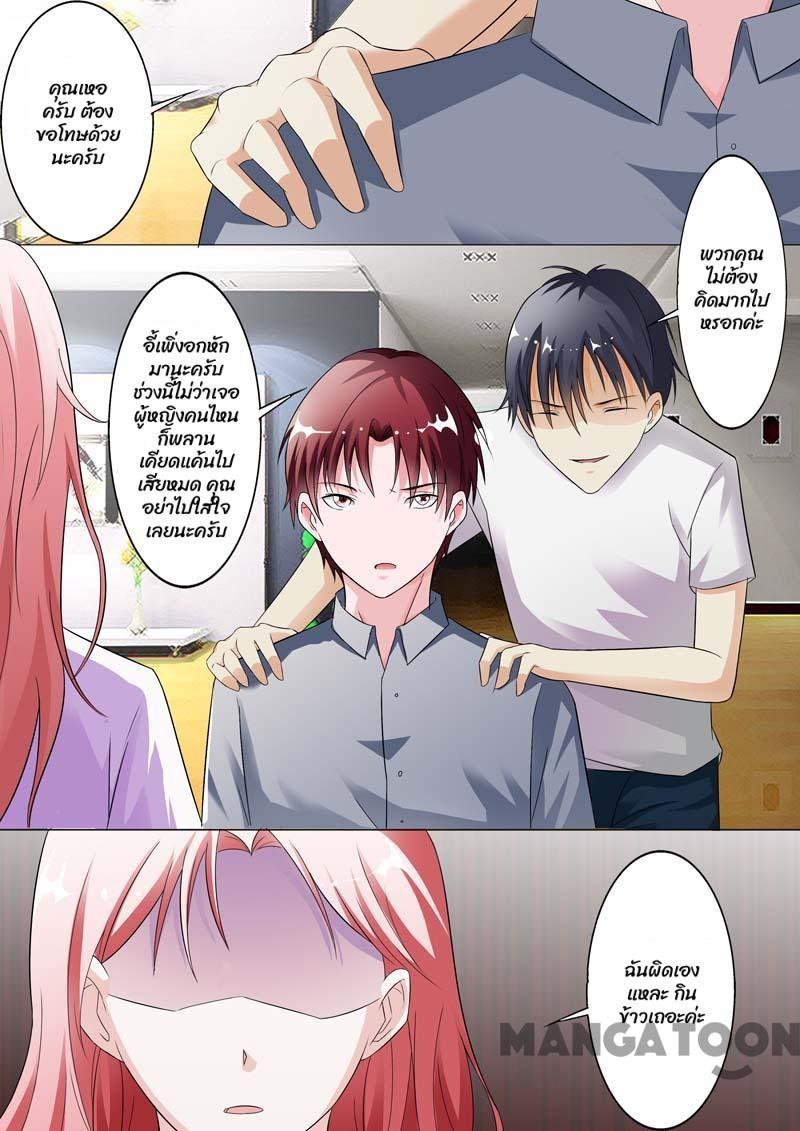 คุณเหอ
ครับ ต้อง
ขอโทษด้วย
นะครับ
พวกคุณ
ไม่ต้อง
คิดมากไป
หรอกค่ะ
อี้เพิ่งอกหัก
มานะครับ
ช่วงนี้ไม่ว่าเจอ
ผู้หญิงคนไหน
ก็พลาน
เคียดแค้นไป
เสียหมด คุณ
อย่าไปใส่ใจ
เลยนะครับ
ฉันผิดเอง
แหละ กิน
ข้าวเถอะค่ะ
MANGATOON